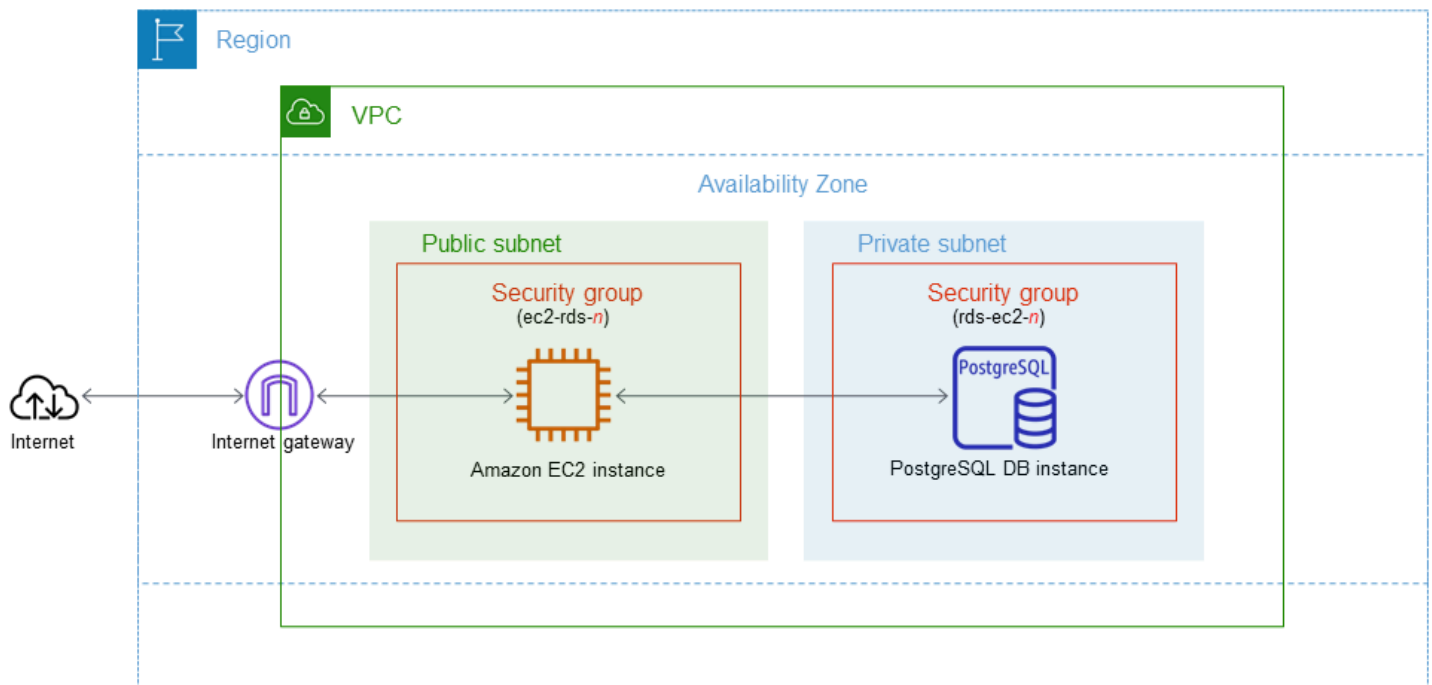 Region
VPC
Availability Zone
Public subnet
Private subnet
Security group
(ec2-rds-n)
Security group
(rds-ec2-n)
PostgreSQL
Internet
Internet gateway
Amazon EC2 instance
PostgreSQL DB instance